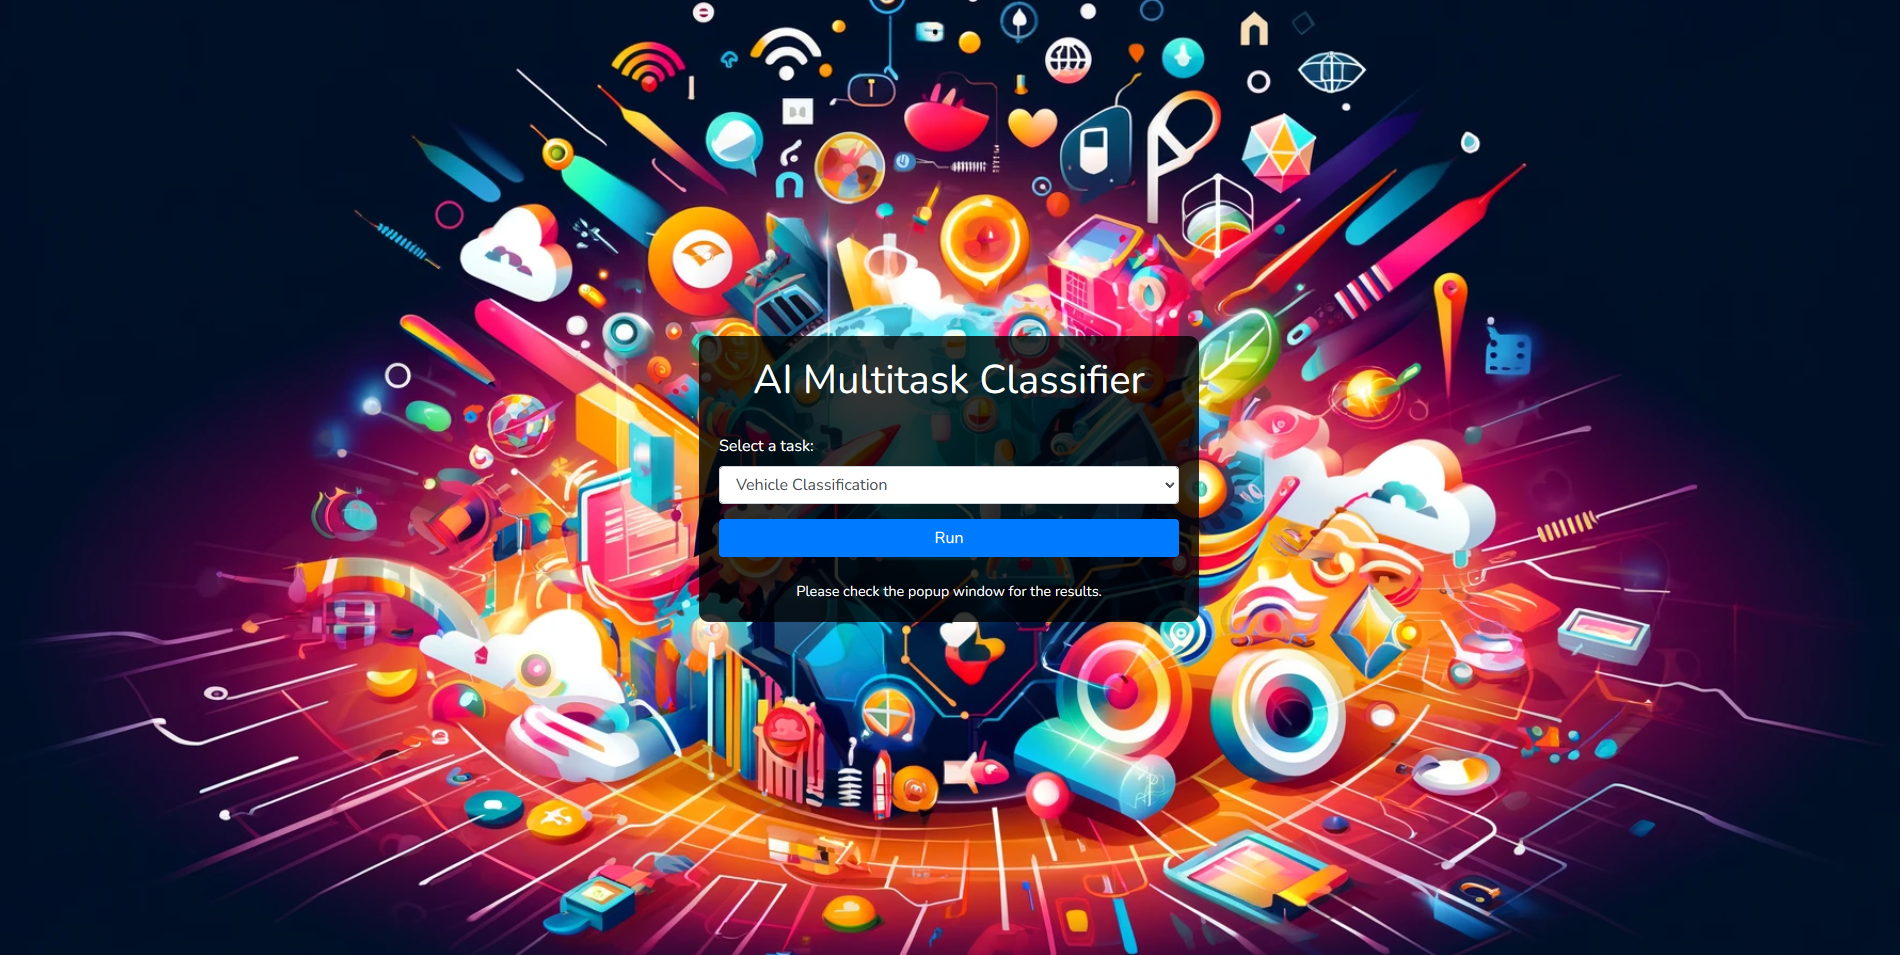 AI Multitask Classifier
Select a task:
Vehicle Classification
Run
Please check the popup window for the results.